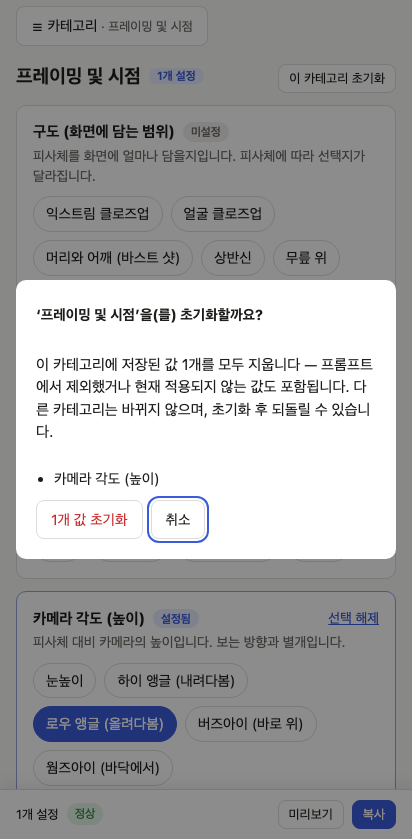 ≡ 카테고리 · 프레이밍 및 시점
프레이밍 및 시점 1개 설정 이 카테고리 초기화
구도 (화면에 담는 범위) 미설정
피사체를 화면에 얼마나 담을지입니다. 피사체에 따라 선택지가
달라집니다.
익스트림 클로즈업 얼굴 클로즈업
머리와 어깨 (바스트 샷) 상반신 무릎 위
‘프레이밍 및 시점’을(를) 초기화할까요?
이 카테고리에 저장된 값 1개를 모두 지웁니다 — 프롬프트
에서 제외했거나 현재 적용되지 않는 값도 포함됩니다. 다
른 카테고리는 바뀌지 않으며, 초기화 후 되돌릴 수 있습니
다.
• 카메라 각도 (높이)
1개 값 초기화 취소
카메라 각도 (높이) 설정됨 선택 해제
피사체 대비 카메라의 높이입니다. 보는 방향과 별개입니다.
눈높이 하이 앵글 (내려다봄)
로우 앵글 (올려다봄) 버즈아이 (바로 위)
웜즈아이 (바닥에서)
1개 설정 정상 미리보기 복사